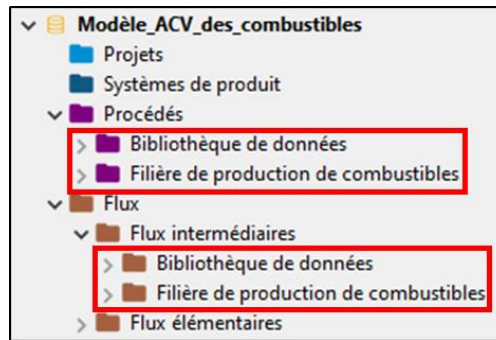 Modèle_ACV_des_combustibles
Projets
Systèmes de produit
Procédés
Bibliothèque de données
Filière de production de combustibles
Flux
Flux intermédiaires
Bibliothèque de données
Filière de production de combustibles
Flux élémentaires